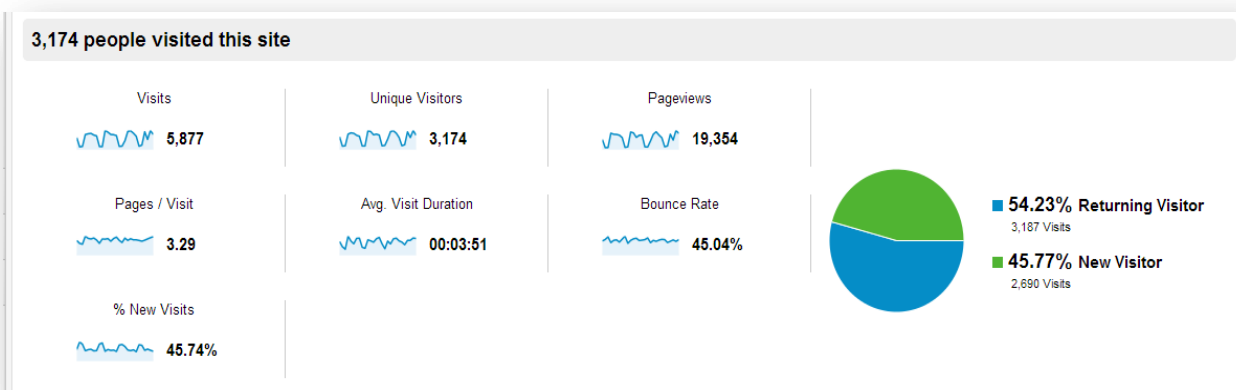 3,174 people visited this site
Visits
5,877
Unique Visitors
3,174
Pageviews
19,354
Pages / Visit
3.29
Avg. Visit Duration
00:03:51
Bounce Rate
45.04%
% New Visits
45.74%
54.23% Returning Visitor
3,187 Visits
45.77% New Visitor
2,690 Visits